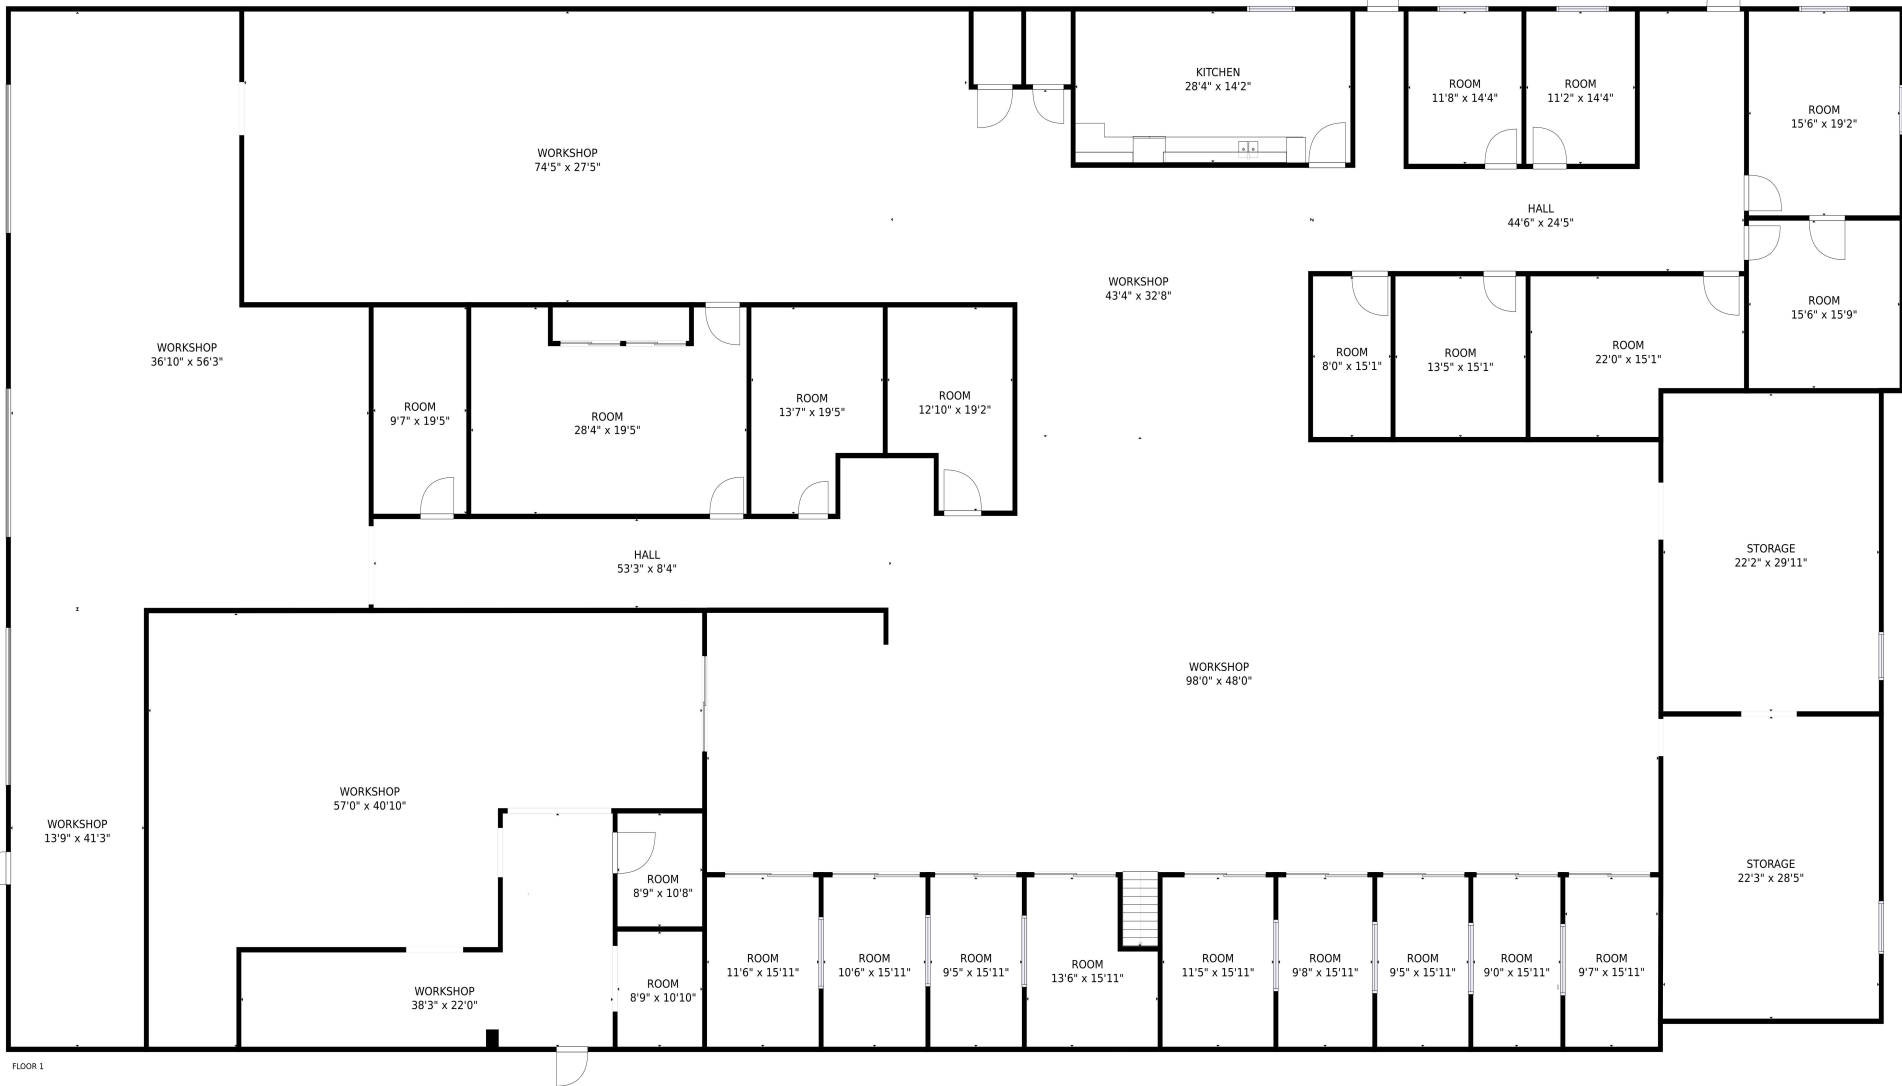 KITCHEN
28'4" x 14'2"
ROOM
11'8" x 14'4"
ROOM
11'2" x 14'4"
ROOM
15'6" x 19'2"
WORKSHOP
74'5" x 27'5"
HALL
44'6" x 24'5"
WORKSHOP
43'4" x 32'8"
ROOM
15'6" x 15'9"
WORKSHOP
36'10" x 56'3"
ROOM
8'0" x 15'1"
ROOM
13'5" x 15'1"
ROOM
22'0" x 15'1"
ROOM
9'7" x 19'5"
ROOM
28'4" x 19'5"
ROOM
13'7" x 19'5"
ROOM
12'10" x 19'2"
HALL
53'3" x 8'4"
STORAGE
22'2" x 29'11"
WORKSHOP
98'0" x 48'0"
WORKSHOP
57'0" x 40'10"
WORKSHOP
13'9" x 41'3"
ROOM
8'9" x 10'8"
STORAGE
22'3" x 28'5"
WORKSHOP
38'3" x 22'0"
ROOM
8'9" x 10'10"
ROOM
11'6" x 15'11"
ROOM
10'6" x 15'11"
ROOM
9'5" x 15'11"
ROOM
13'6" x 15'11"
ROOM
11'5" x 15'11"
ROOM
9'8" x 15'11"
ROOM
9'5" x 15'11"
ROOM
9'0" x 15'11"
ROOM
9'7" x 15'11"
FLOOR 1